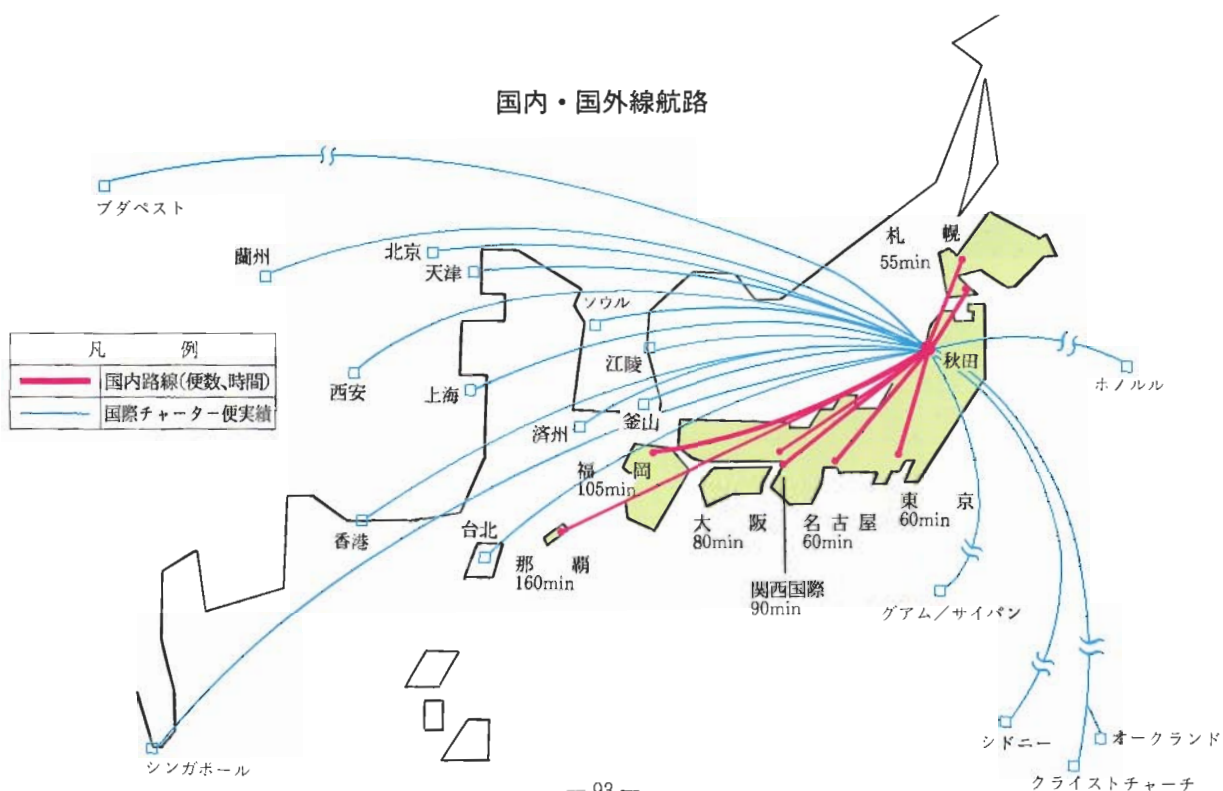 国内・国外線航路
ブダペスト
蘭州
北京
天津
ソウル
江陵
西安
上海
済州
釜山
札幌
55min
秋田
ホノルル
凡例
国内路線(便数、時間)
国際チャーター便実績
福岡
105min
大阪
80min
名古屋
60min
東京
60min
香港
台北
那覇
160min
関西国際
90min
グアム/サイパン
シンガポール
シドニー
オークランド
クライストチャーチ
— 93 —